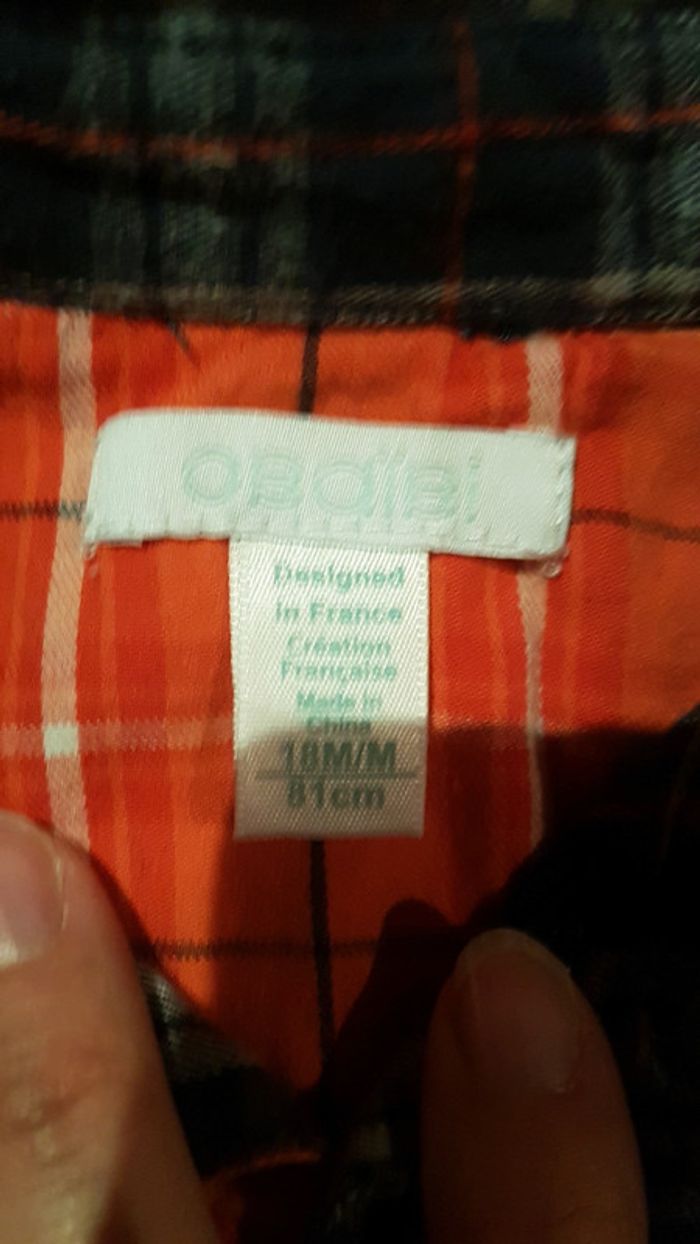 OBaïBi
Designed
in France
Création
Française
Made in
China
18M/M
81cm